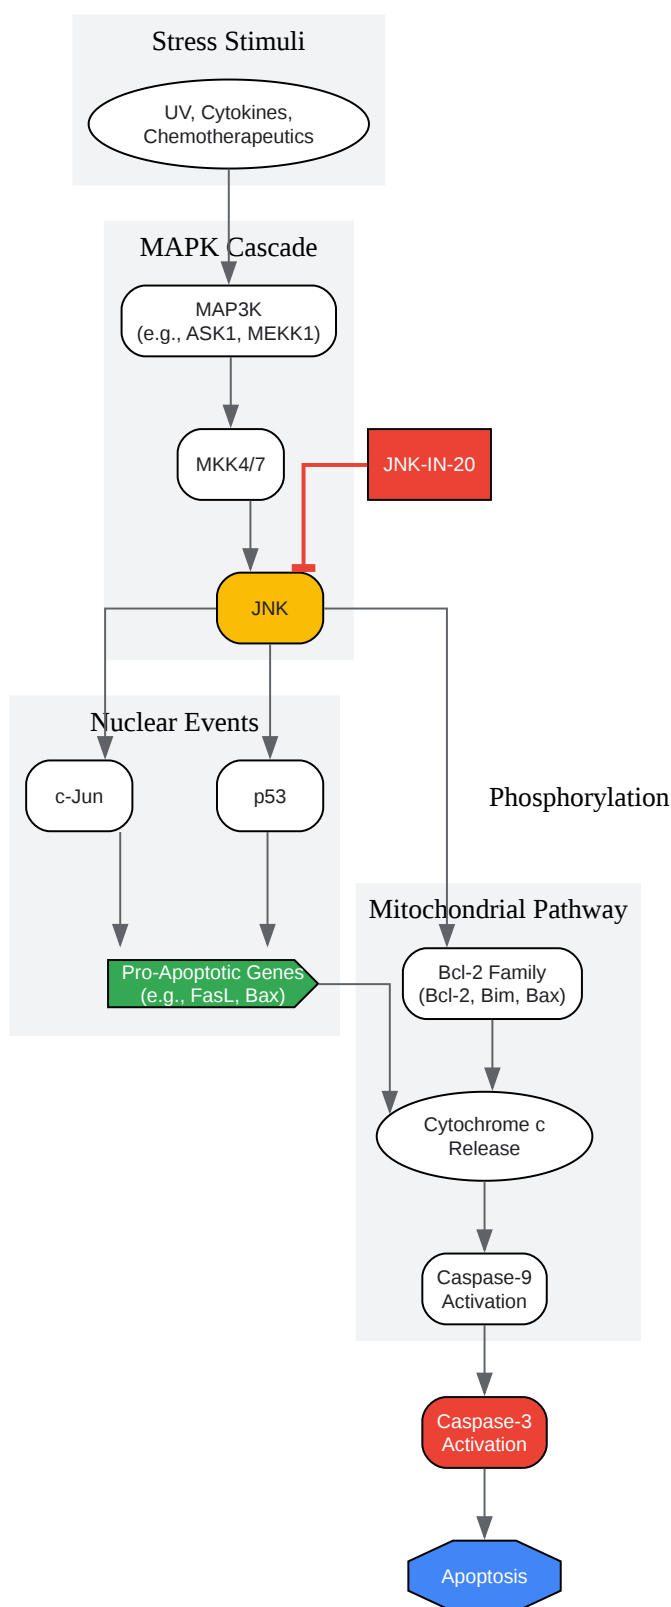 Stress Stimuli
UV, Cytokines,
Chemotherapeutics
MAPK Cascade
MAP3K
(e.g., ASK1, MEKK1)
MKK4/7
JNK-IN-20
JNK
Nuclear Events
c-Jun
p53
Phosphorylation
Mitochondrial Pathway
Pro-Apoptotic Genes
(e.g., FasL, Bax)
Bcl-2 Family
(Bcl-2, Bim, Bax)
Cytochrome c
Release
Caspase-9
Activation
Caspase-3
Activation
Apoptosis